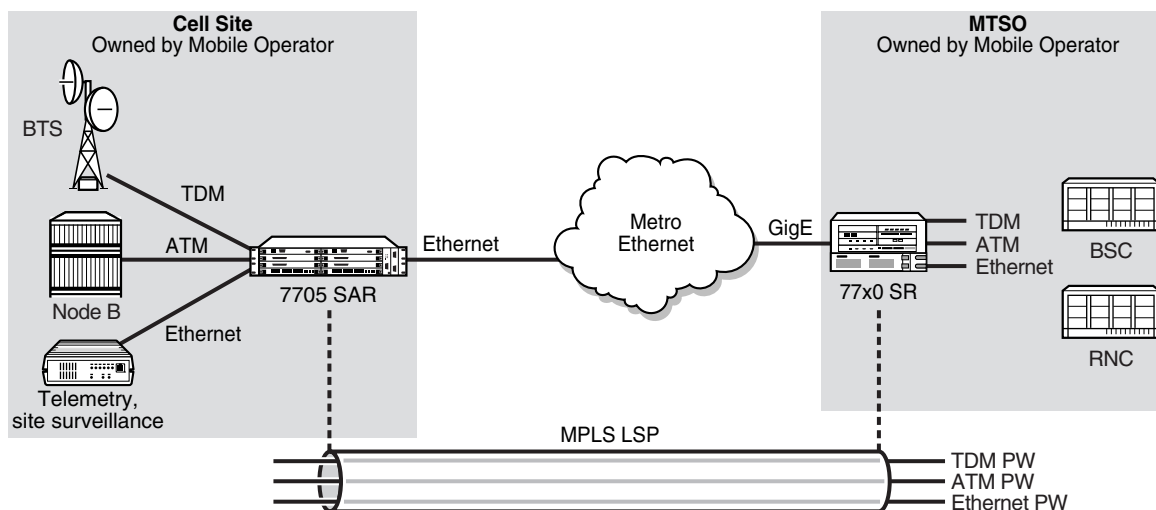 Cell Site
Owned by Mobile Operator
MTSO
Owned by Mobile Operator
BTS
TDM
ATM
Node B
Ethernet
7705 SAR
Ethernet
Metro
Ethernet
GigE
77x0 SR
TDM
ATM
Ethernet
BSC
RNC
Telemetry,
site surveillance
MPLS LSP
TDM PW
ATM PW
Ethernet PW